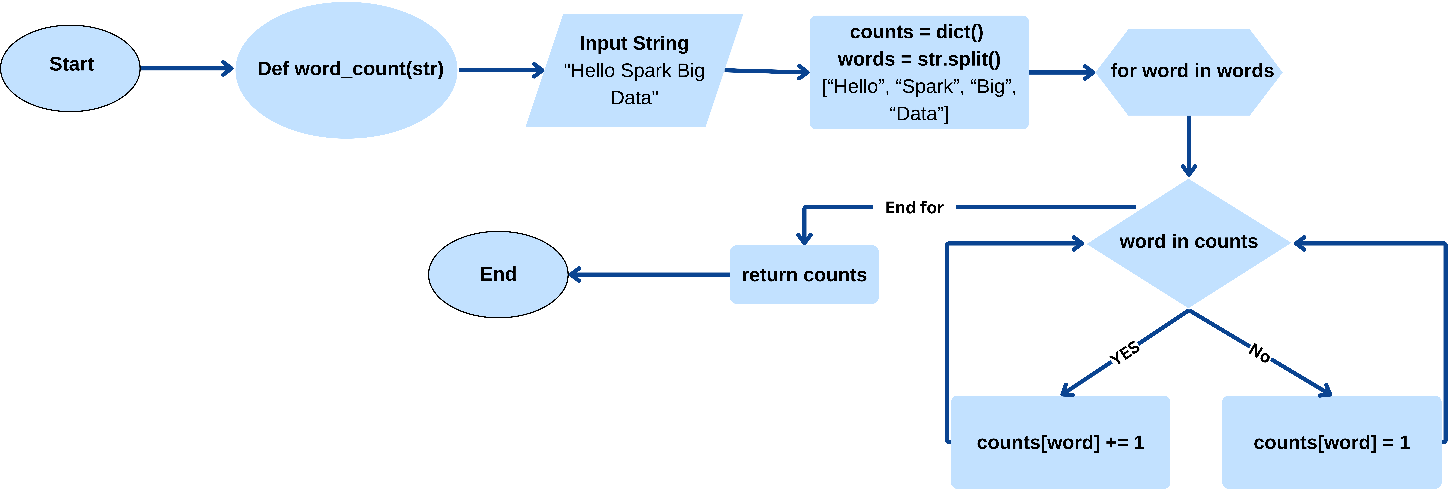 Start
Def word_count(str)
Input String
"Hello Spark Big
Data"
counts = dict()
words = str.split()
[“Hello”, “Spark”, “Big”,
“Data”]
for word in words
End for
word in counts
return counts
End
YES
No
counts[word] += 1
counts[word] = 1